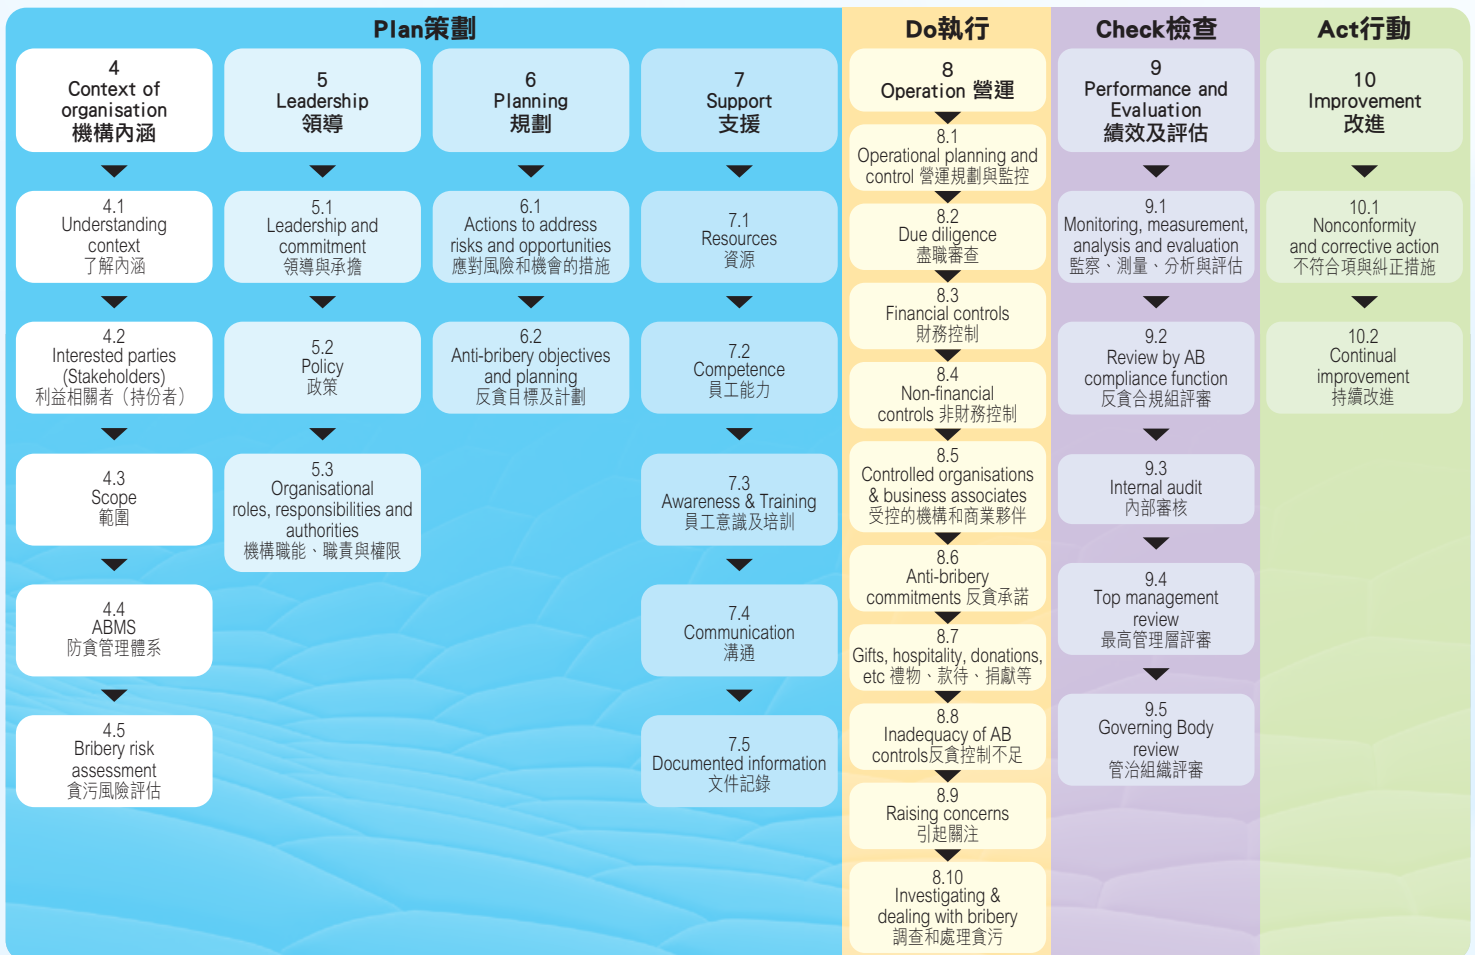 Plan策劃
4
Context of
organisation
機構內涵
4.1
Understanding
context
了解內涵
4.2
Interested parties
(Stakeholders)
利益相關者（持份者）
4.3
Scope
範圍
4.4
ABMS
防貪管理體系
4.5
Bribery risk
assessment
貪污風險評估
5
Leadership
領導
5.1
Leadership and
commitment
領導與承擔
5.2
Policy
政策
5.3
Organisational
roles, responsibilities and
authorities
機構職能、職責與權限
6
Planning
規劃
6.1
Actions to address
risks and opportunities
應對風險和機會的措施
6.2
Anti-bribery objectives
and planning
反貪目標及計劃
7
Support
支援
7.1
Resources
資源
7.2
Competence
員工能力
7.3
Awareness & Training
員工意識及培訓
7.4
Communication
溝通
7.5
Documented information
文件記錄
Do執行
8
Operation 營運
8.1
Operational planning and
control 營運規劃與監控
8.2
Due diligence
盡職審查
8.3
Financial controls
財務控制
8.4
Non-financial
controls 非財務控制
8.5
Controlled organisations
& business associates
受控的機構和商業夥伴
8.6
Anti-bribery
commitments 反貪承諾
8.7
Gifts, hospitality, donations,
etc 禮物、款待、捐獻等
8.8
Inadequacy of AB
controls反貪控制不足
8.9
Raising concerns
引起關注
8.10
Investigating &
dealing with bribery
調查和處理貪污
Check檢查
9
Performance and
Evaluation
績效及評估
9.1
Monitoring, measurement,
analysis and evaluation
監察、測量、分析與評估
9.2
Review by AB
compliance function
反貪合規組評審
9.3
Internal audit
內部審核
9.4
Top management
review
最高管理層評審
9.5
Governing Body
review
管治組織評審
Act行動
10
Improvement
改進
10.1
Nonconformity
and corrective action
不符合項與糾正措施
10.2
Continual
improvement
持續改進